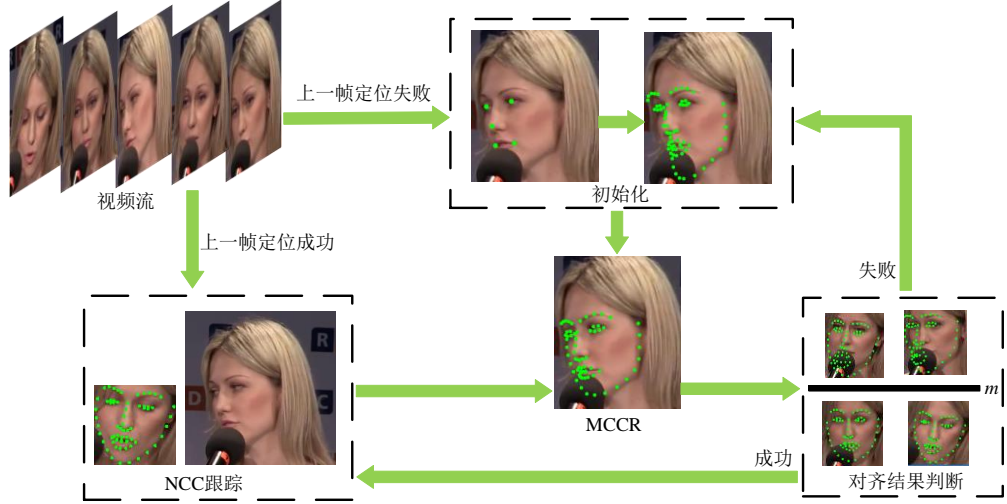 上一帧定位失败
视频流
初始化
上一帧定位成功
失败
R
D
C
m
MCCR
成功
NCC跟踪
对齐结果判断